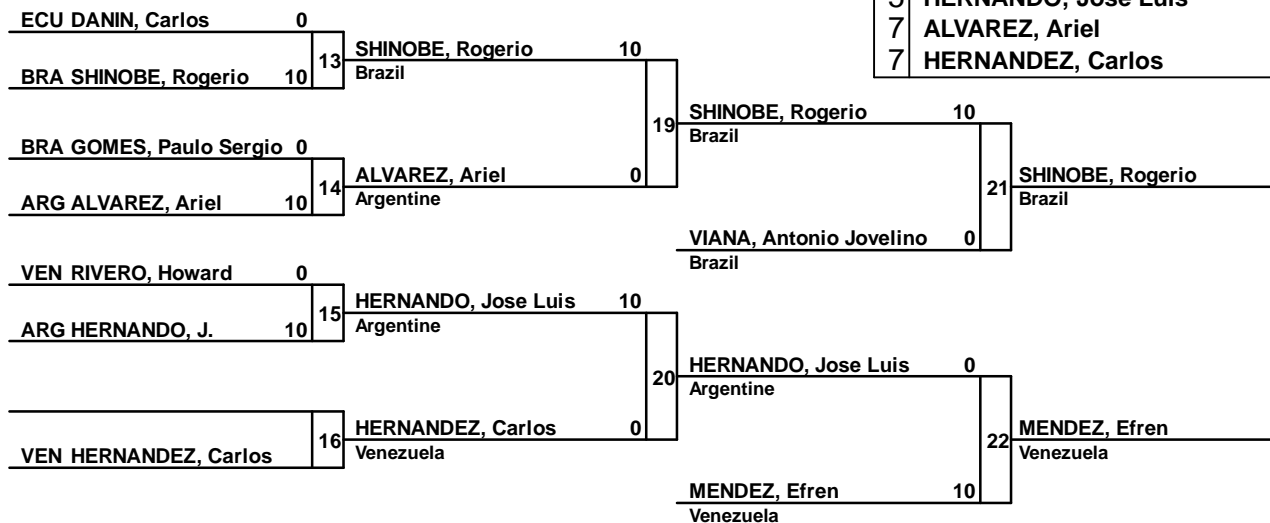 5 HERNANDO, Jose Luis
7 ALVAREZ, Ariel
7 HERNANDEZ, Carlos
ECU DANIN, Carlos 0
13
BRA SHINOBE, Rogerio 10
SHINOBE, Rogerio 10
Brazil
BRA GOMES, Paulo Sergio 0
14
ARG ALVAREZ, Ariel 10
ALVAREZ, Ariel 0
Argentine
19
SHINOBE, Rogerio 10
Brazil
VIANA, Antonio Jovelino 0
Brazil
21
SHINOBE, Rogerio
Brazil
VEN RIVERO, Howard 0
15
ARG HERNANDO, J. 10
HERNANDO, Jose Luis 10
Argentine
16
VEN HERNANDEZ, Carlos
HERNANDEZ, Carlos 0
Venezuela
20
HERNANDO, Jose Luis 0
Argentine
MENDEZ, Efren 10
Venezuela
22
MENDEZ, Efren
Venezuela